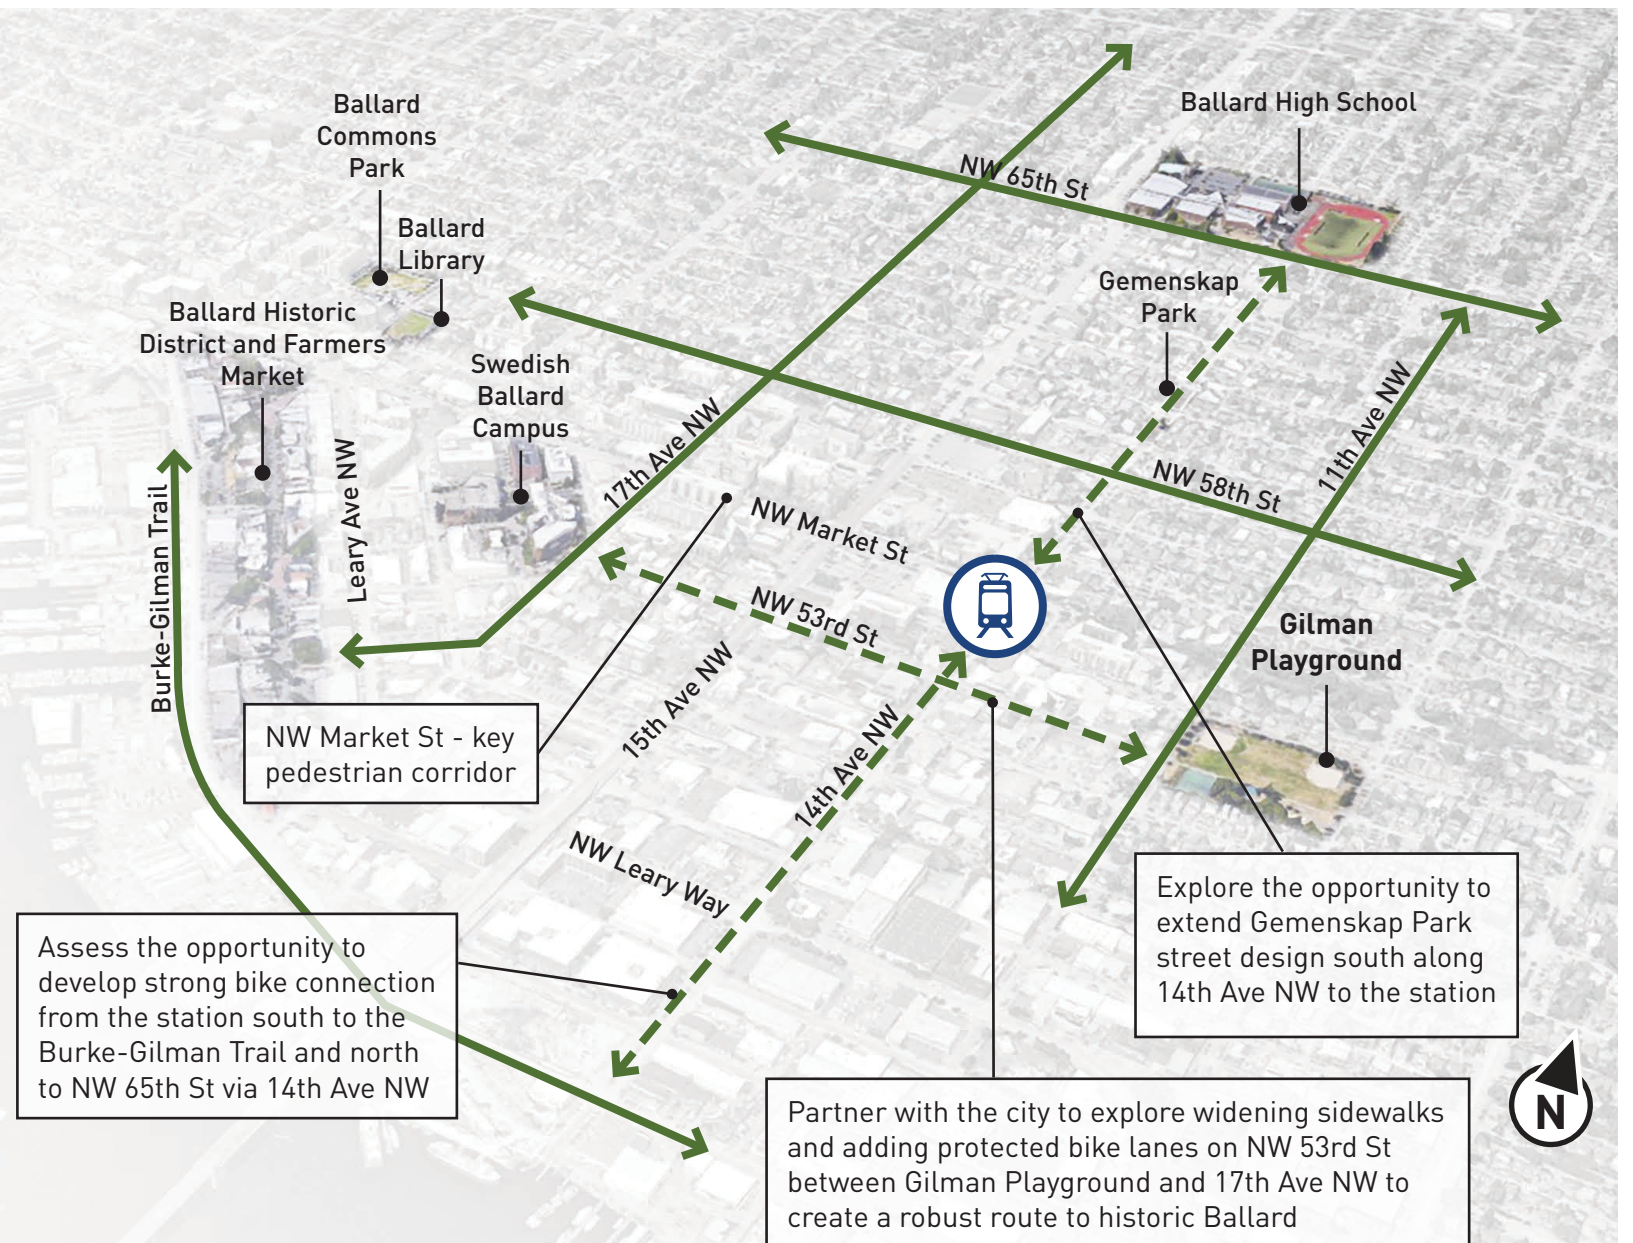 Ballard
Commons
Park
Ballard High School
NW 65th St
Ballard
Library
Gemenskap
Park
Ballard Historic
District and Farmers
Market
Swedish
Ballard
Campus
17th Ave NW
11th Ave NW
Leary Ave NW
NW 58th St
Burke-Gilman Trail
NW Market St
NW 53rd St
Gilman
Playground
15th Ave NW
14th Ave NW
NW Market St - key
pedestrian corridor
NW Leary Way
Explore the opportunity to
extend Gemenskap Park
street design south along
14th Ave NW to the station
Assess the opportunity to
develop strong bike connection
from the station south to the
Burke-Gilman Trail and north
to NW 65th St via 14th Ave NW
N
Partner with the city to explore widening sidewalks
and adding protected bike lanes on NW 53rd St
between Gilman Playground and 17th Ave NW to
create a robust route to historic Ballard